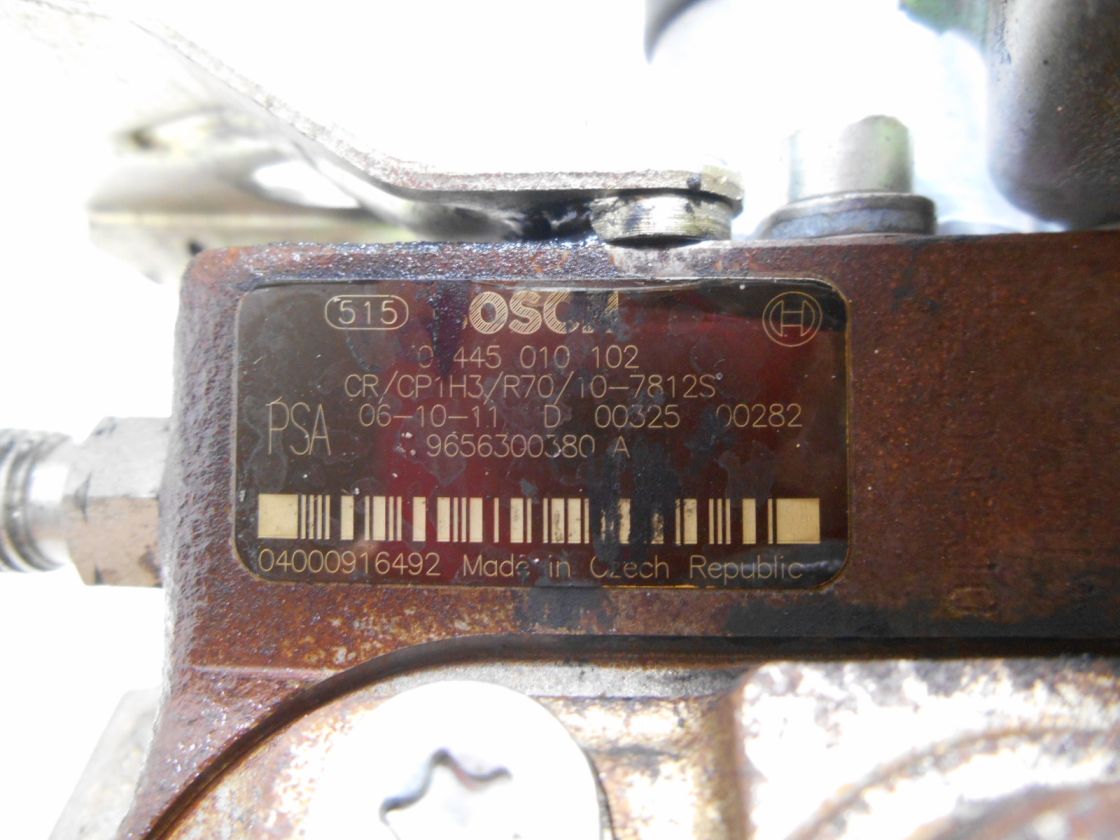 515 BOSCH
0 445 010 102
CR/CP1H3/R70/10-7812S
PSA 06-10-11 D 00325 00282
9656300380 A
04000916492 Made in Czech Republic